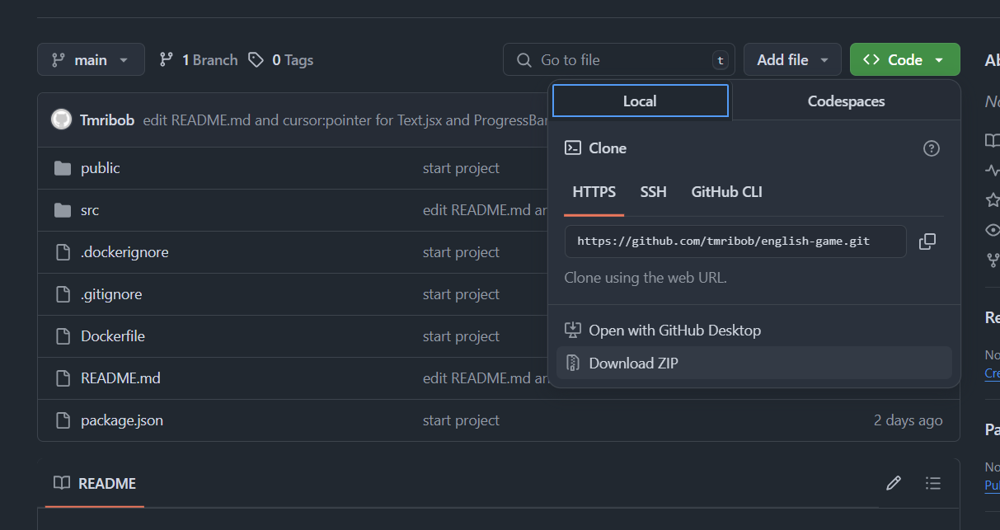 main
1 Branch
0 Tags
Go to file
t
Add file
Code
Local
Codespaces
Tmribob edit README.md and cursor:pointer for Text.jsx and ProgressBar
Clone
HTTPS
SSH
GitHub CLI
https://github.com/tmribob/english-game.git
Clone using the web URL.
Open with GitHub Desktop
Download ZIP
public start project
src edit README.md an
.dockerignore start project
.gitignore start project
Dockerfile start project
README.md edit README.md an
package.json start project 2 days ago
README
Ab
No
Re
No
Cre
Pa
No
Pu